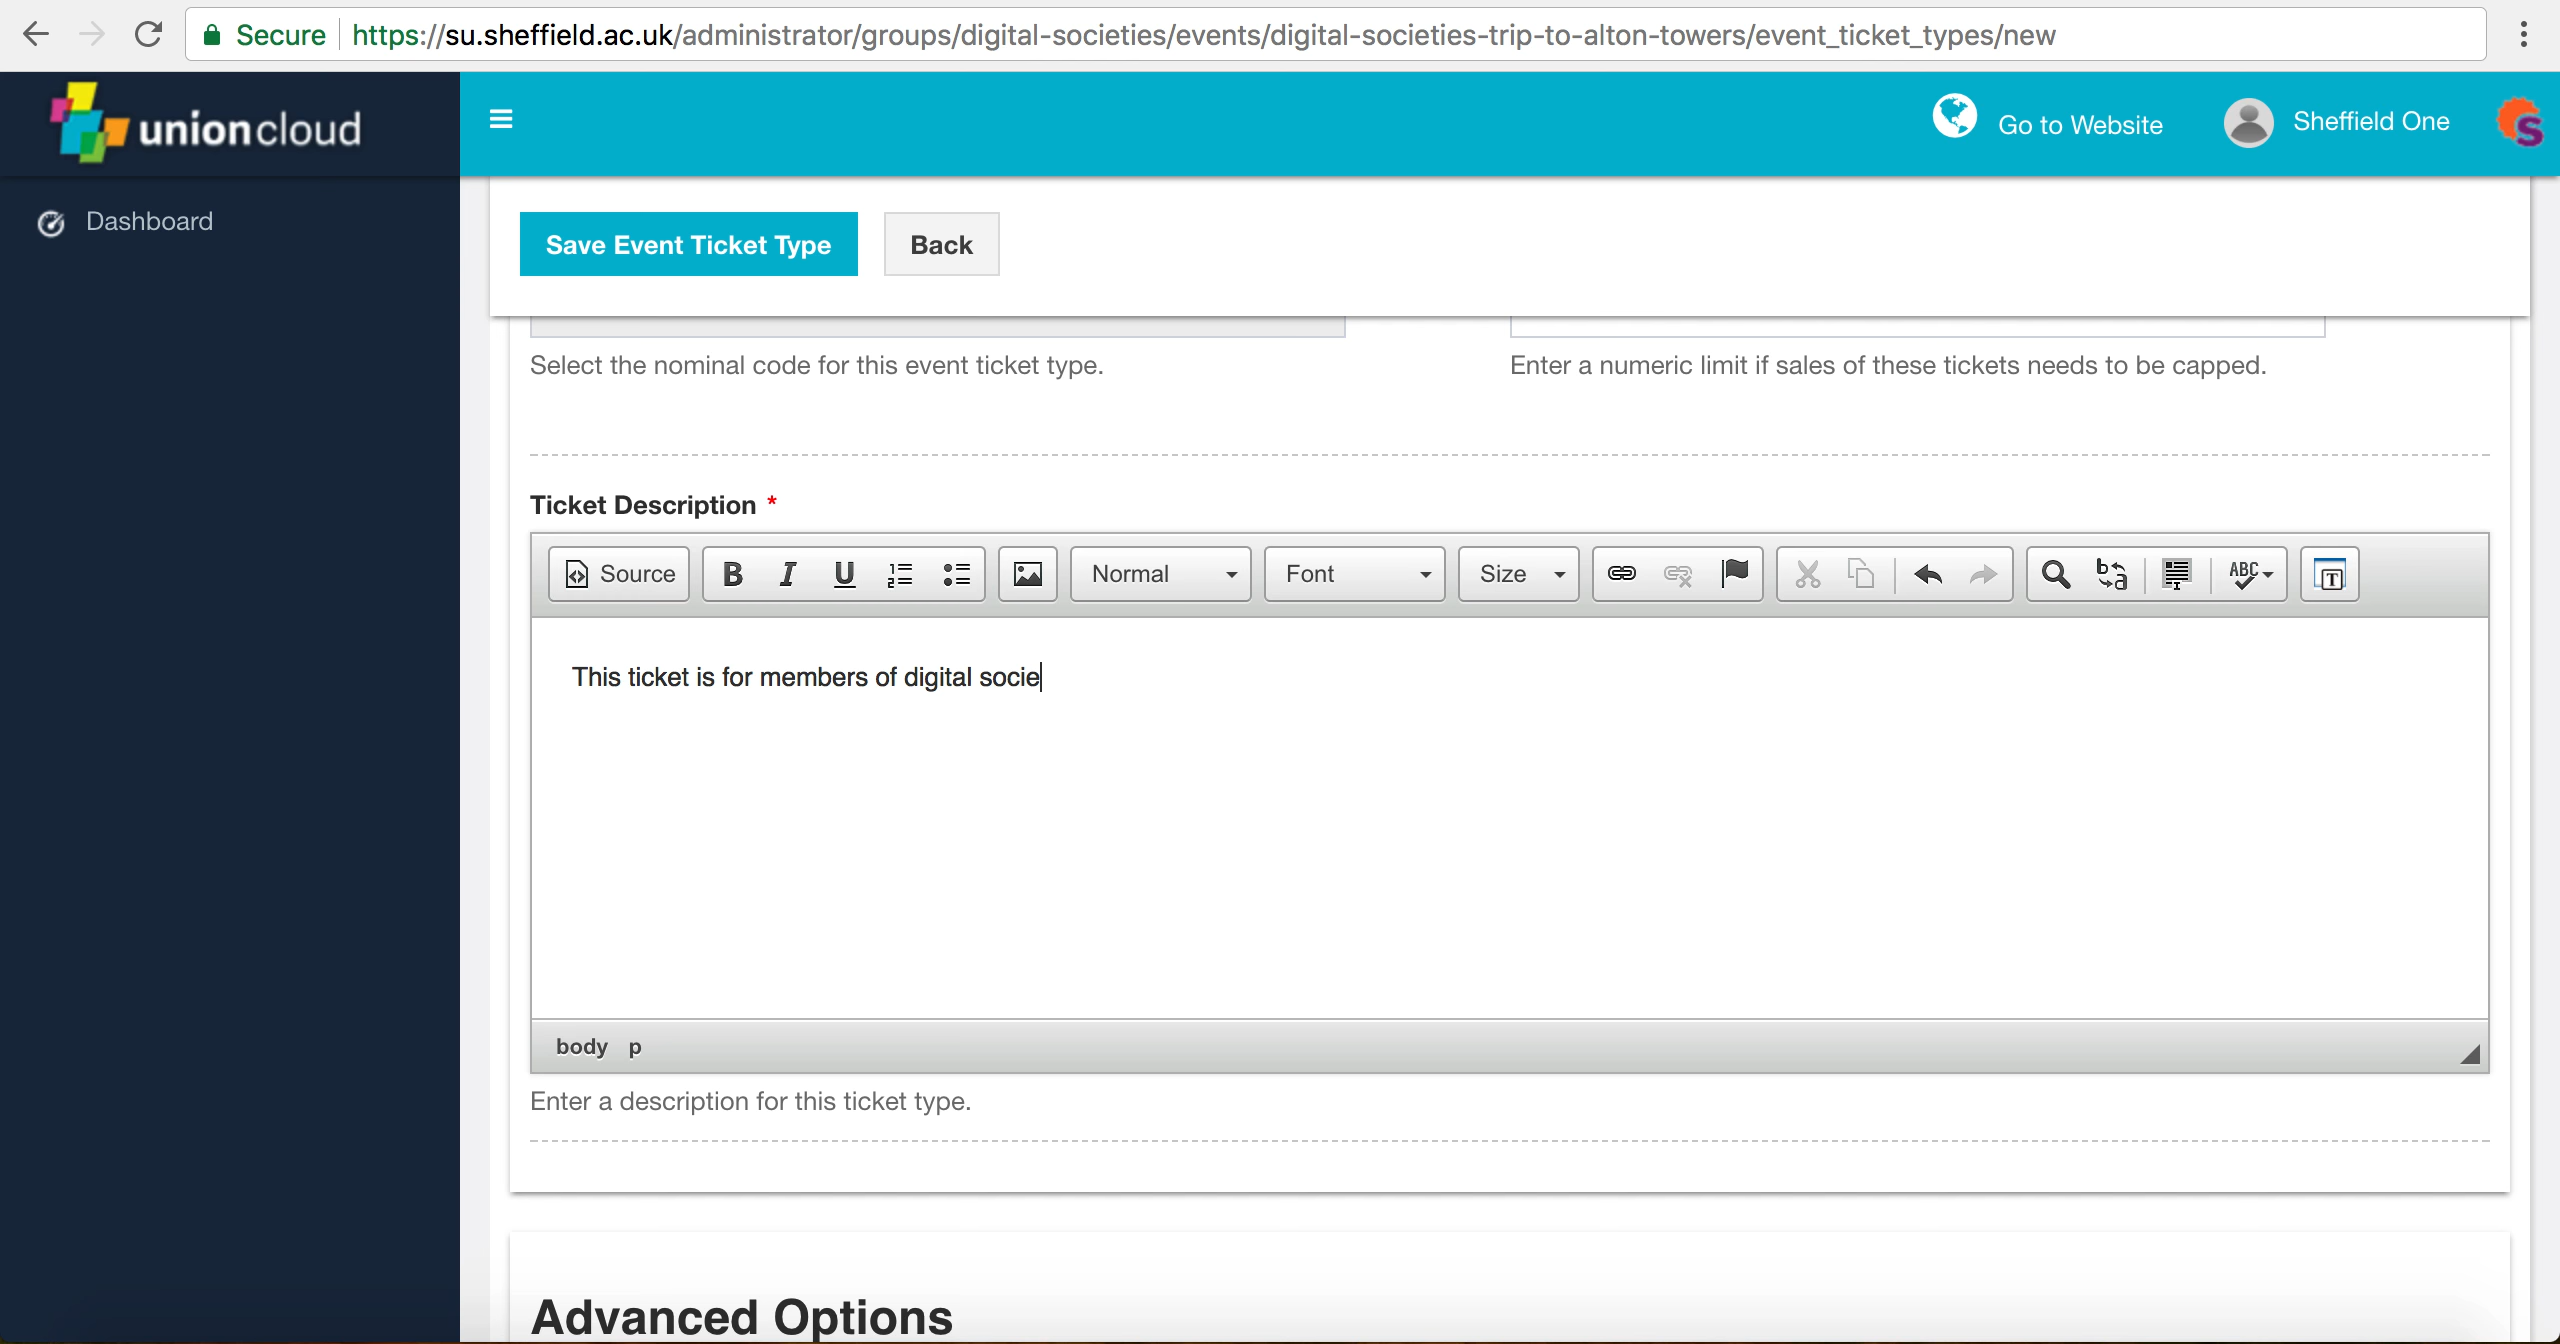 Secure https://su.sheffield.ac.uk/administrator/groups/digital-societies/events/digital-societies-trip-to-alton-towers/event_ticket_types/new
unioncloud
Go to Website Sheffield One
S
Dashboard
Save Event Ticket Type Back
Select the nominal code for this event ticket type. Enter a numeric limit if sales of these tickets needs to be capped.
Ticket Description *
Source B I U Normal Font Size ABC
This ticket is for members of digital socie
body p
Enter a description for this ticket type.
Advanced Options